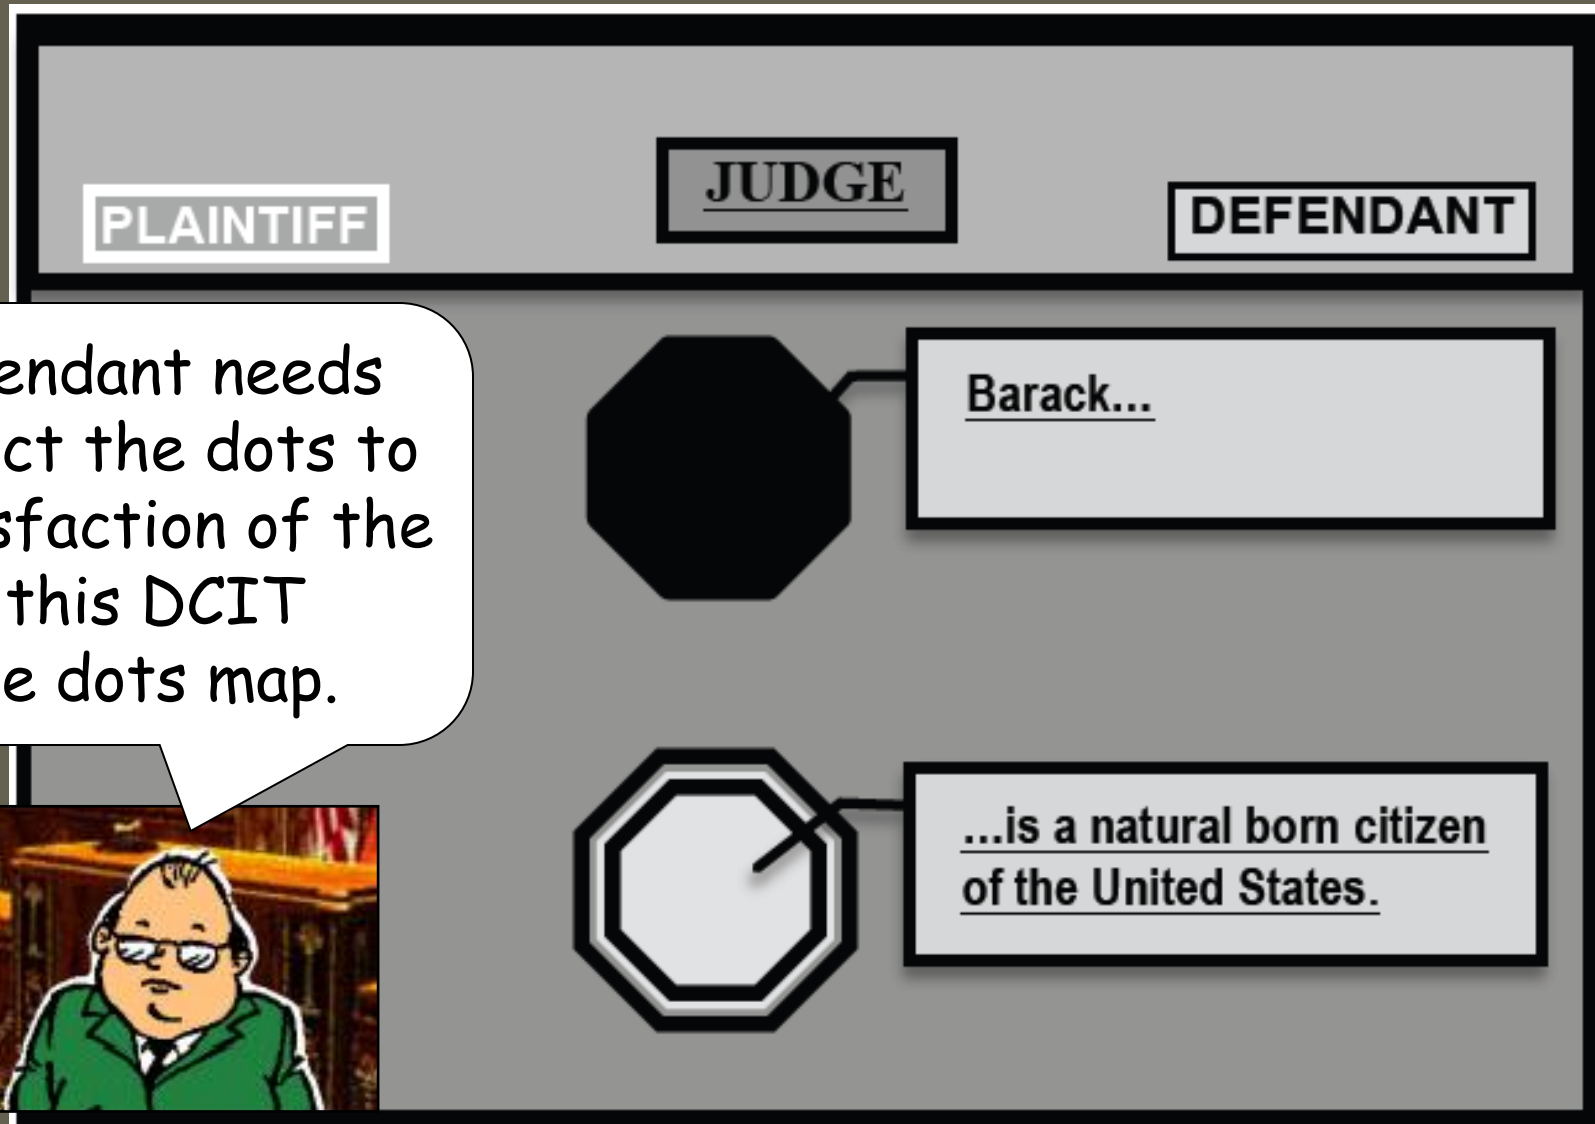 JUDGE
PLAINTIFF
DEFENDANT
endant needs
ct the dots to
sfaction of the
this DCIT
e dots map.
Barack...
...is a natural born citizen
of the United States.